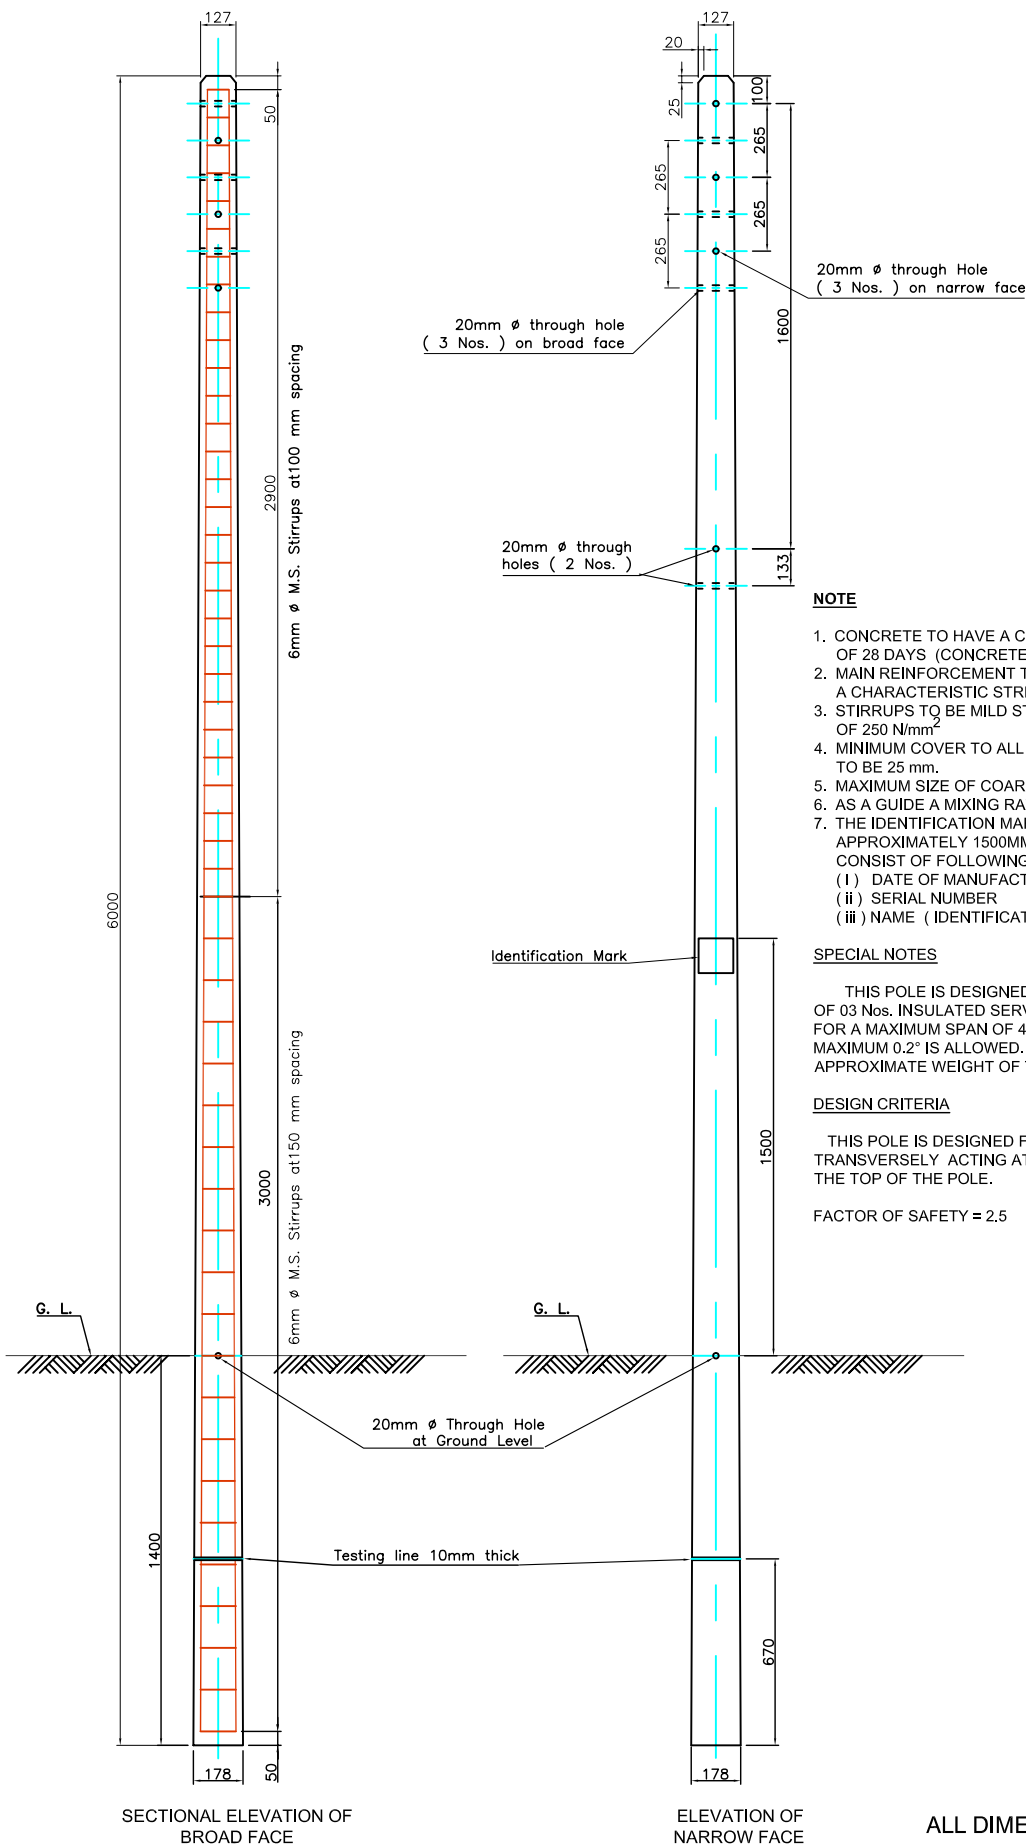 127
127
20
50
25
100
265
265
265
265
20mm ø through Hole
( 3 Nos. ) on narrow face
20mm ø through hole
( 3 Nos. ) on broad face
1600
2900
6mm ø M.S. Stirrups at100 mm spacing
20mm ø through
holes ( 2 Nos. )
133
NOTE
1. CONCRETE TO HAVE A C
OF 28 DAYS (CONCRETE
2. MAIN REINFORCEMENT T
A CHARACTERISTIC STRE
3. STIRRUPS TO BE MILD ST
OF 250 N/mm²
4. MINIMUM COVER TO ALL
TO BE 25 mm.
5. MAXIMUM SIZE OF COAR
6. AS A GUIDE A MIXING RA
7. THE IDENTIFICATION MAR
APPROXIMATELY 1500MM
CONSIST OF FOLLOWING
( I ) DATE OF MANUFACT
( ii ) SERIAL NUMBER
( iii ) NAME ( IDENTIFICAT
6000
Identification Mark
SPECIAL NOTES
THIS POLE IS DESIGNED
OF 03 Nos. INSULATED SERV
FOR A MAXIMUM SPAN OF 4
MAXIMUM 0.2° IS ALLOWED.
APPROXIMATE WEIGHT OF T
DESIGN CRITERIA
THIS POLE IS DESIGNED F
TRANSVERSELY ACTING AT
THE TOP OF THE POLE.
FACTOR OF SAFETY = 2.5
1500
3000
6mm ø M.S. Stirrups at150 mm spacing
G. L.
G. L.
20mm ø Through Hole
at Ground Level
1400
Testing line 10mm thick
670
178
50
178
SECTIONAL ELEVATION OF
BROAD FACE
ELEVATION OF
NARROW FACE
ALL DIME